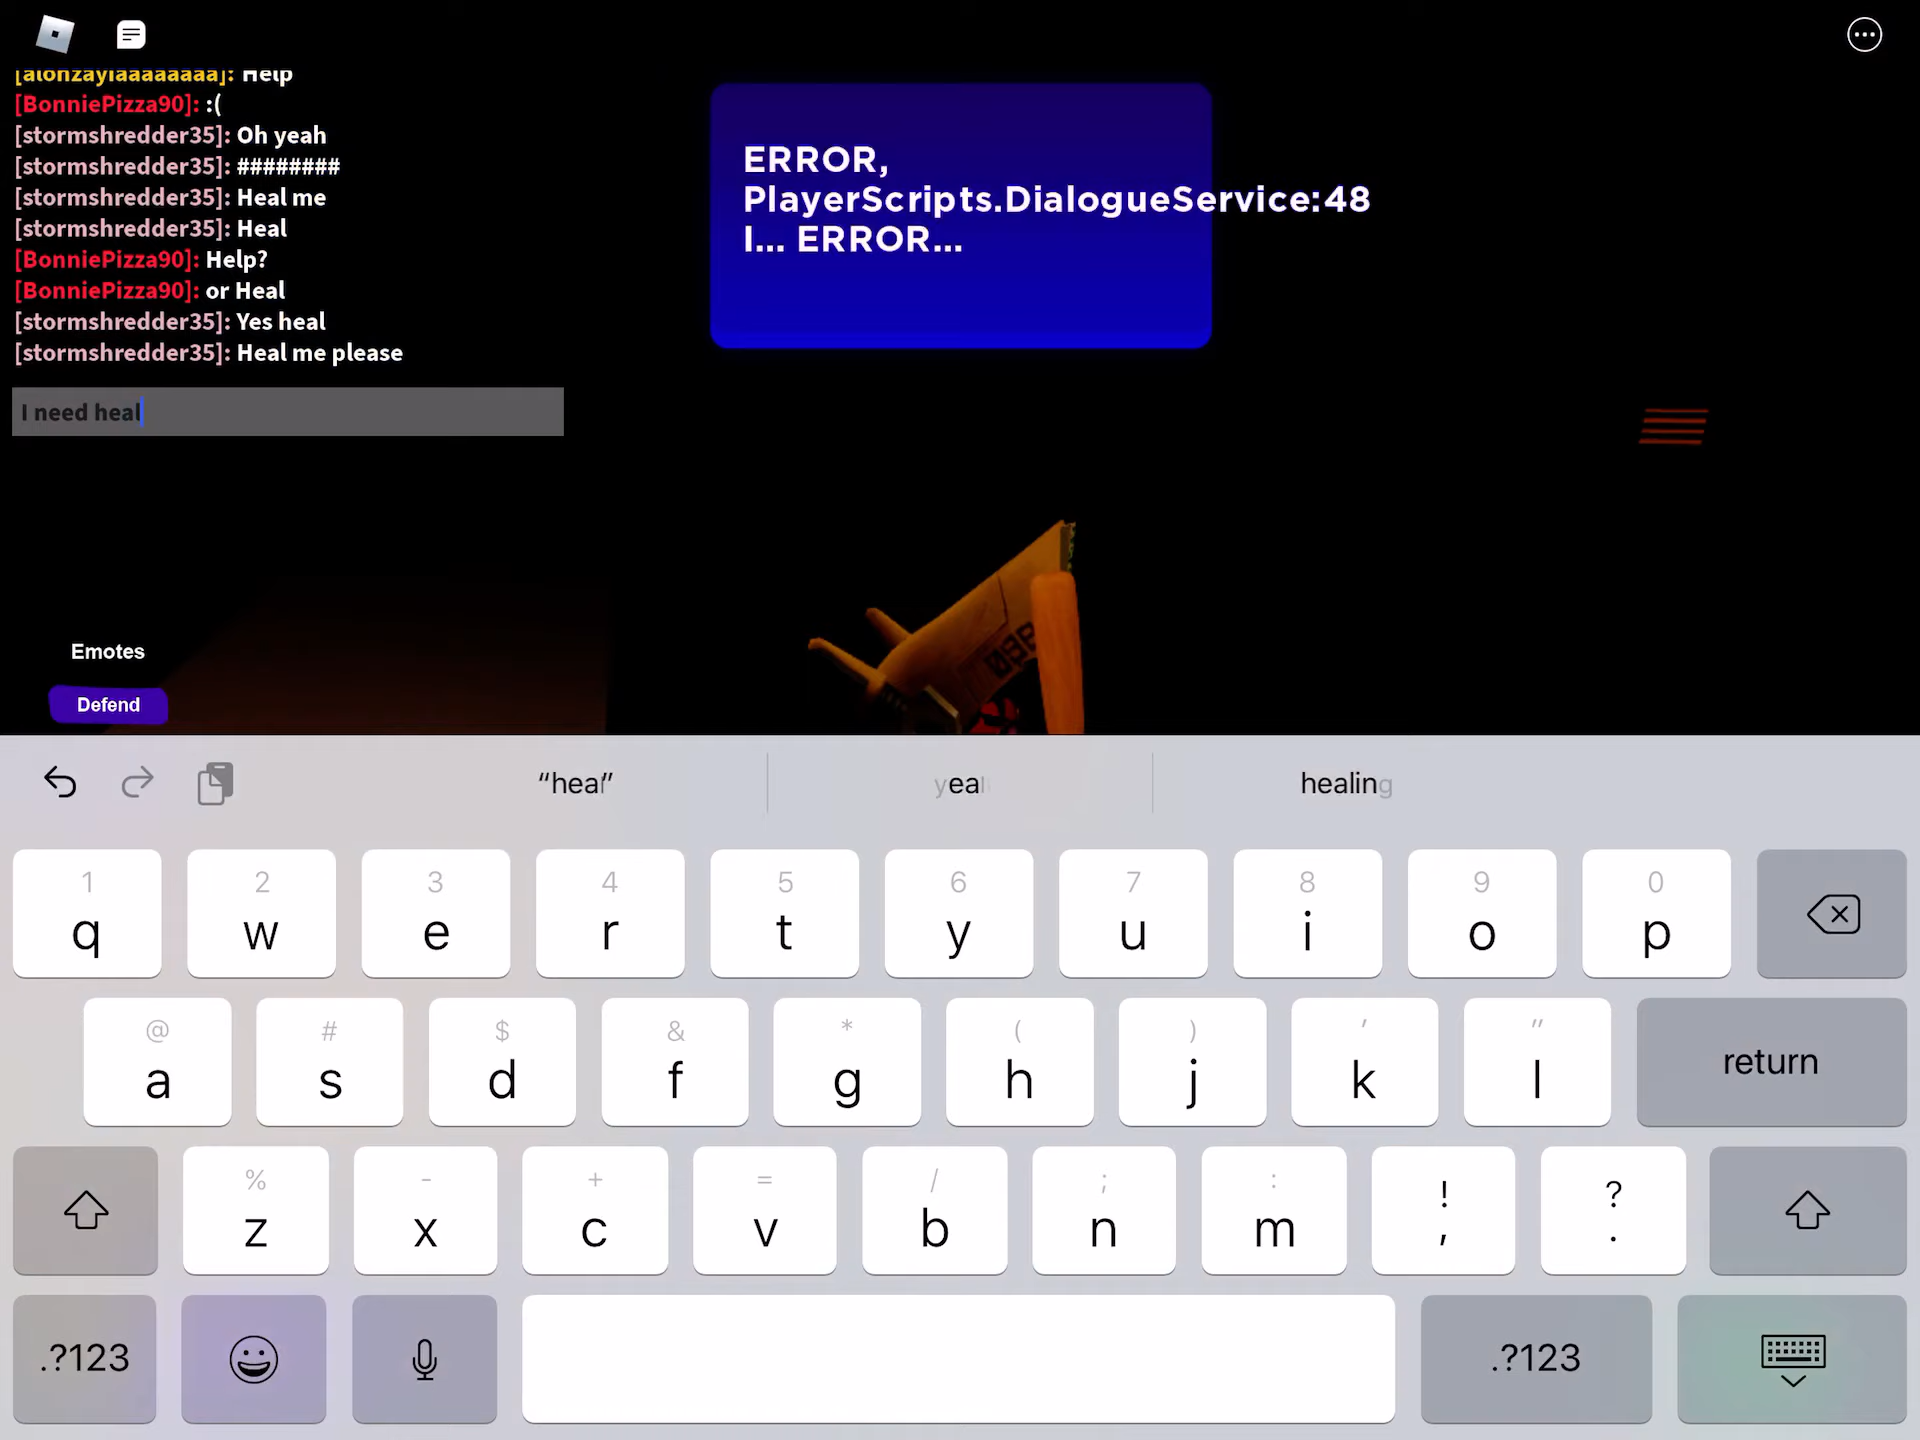 [alonzaylaaaaaaaa]: Help
[BonniePizza90]: :(
[stormshredder35]: Oh yeah
[stormshredder35]: ########
[stormshredder35]: Heal me
[stormshredder35]: Heal
[BonniePizza90]: Help?
[BonniePizza90]: or Heal
[stormshredder35]: Yes heal
[stormshredder35]: Heal me please
I need heal
ERROR,
PlayerScripts.DialogueService:48
I... ERROR...
Emotes
Defend
“heal” yeal healing
1 2 3 4 5 6 7 8 9 0
q w e r t y u i o p
@ # $ & * ( ) ' "
a s d f g h j k l return
% - + = / ; : ! ?
z x c v b n m , .
.?123 .?123